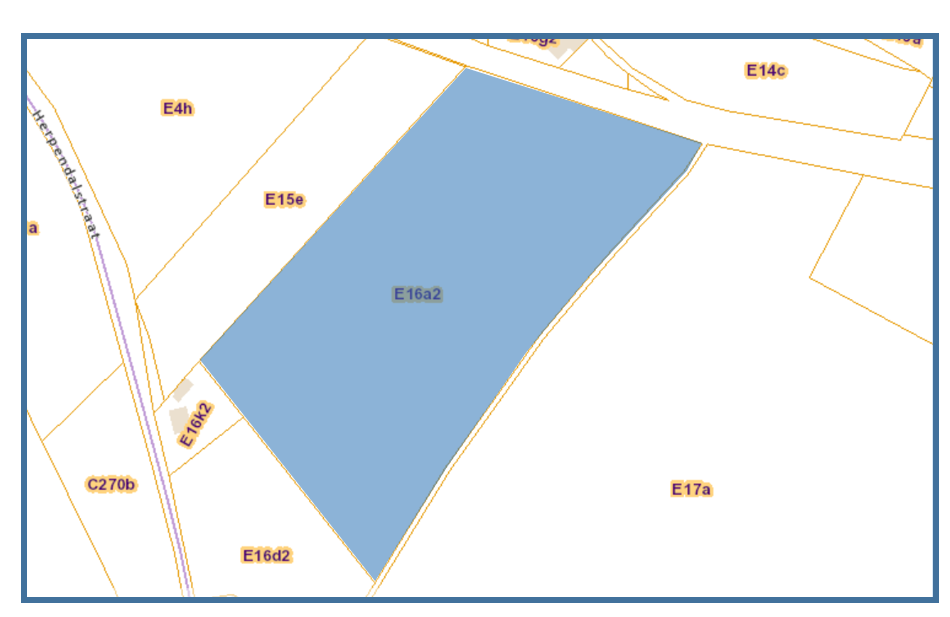 E14c
E4h
Herpendalstraat
E15e
a
E16a2
E16k2
C270b
E17a
E16d2